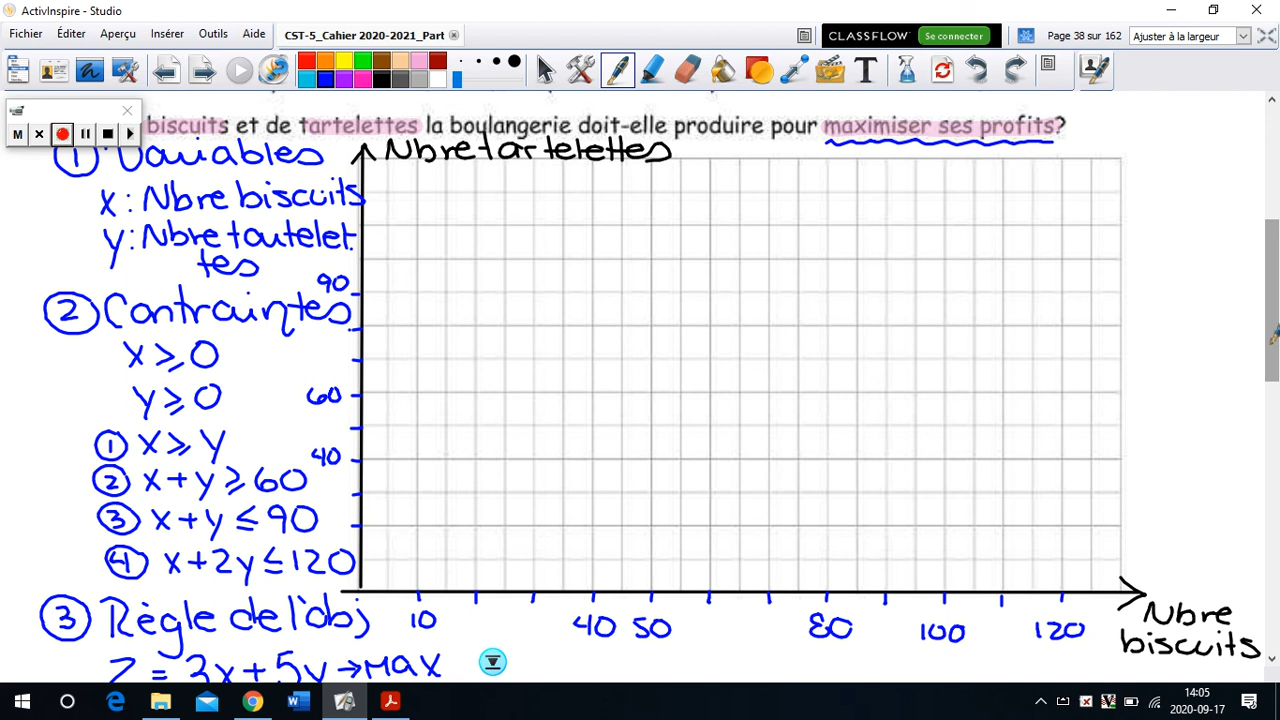 ActivInspire - Studio
Fichier Éditer Aperçu Insérer Outils Aide
CST-5_Cahier 2020-2021_Part
CLASSFLOW Se connecter
Page 38 sur 162
Ajuster à la largeur
M
biscuits et de tartelettes la boulangerie doit-elle produire pour maximiser ses profits?
① Variables
x : Nbre biscuits
y : Nbre tartelet
tes
② Contraintes
x ≥ 0
y ≥ 0
① x ≥ y
② x + y ≥ 60
③ x + y ≤ 90
④ x + 2y ≤ 120
③ Règle de l'obj
Z = 3x + 5y → Max
Nbre tartelettes
90
60
40
10 40 50 80 100 120
Nbre
biscuits
14:05
2020-09-17